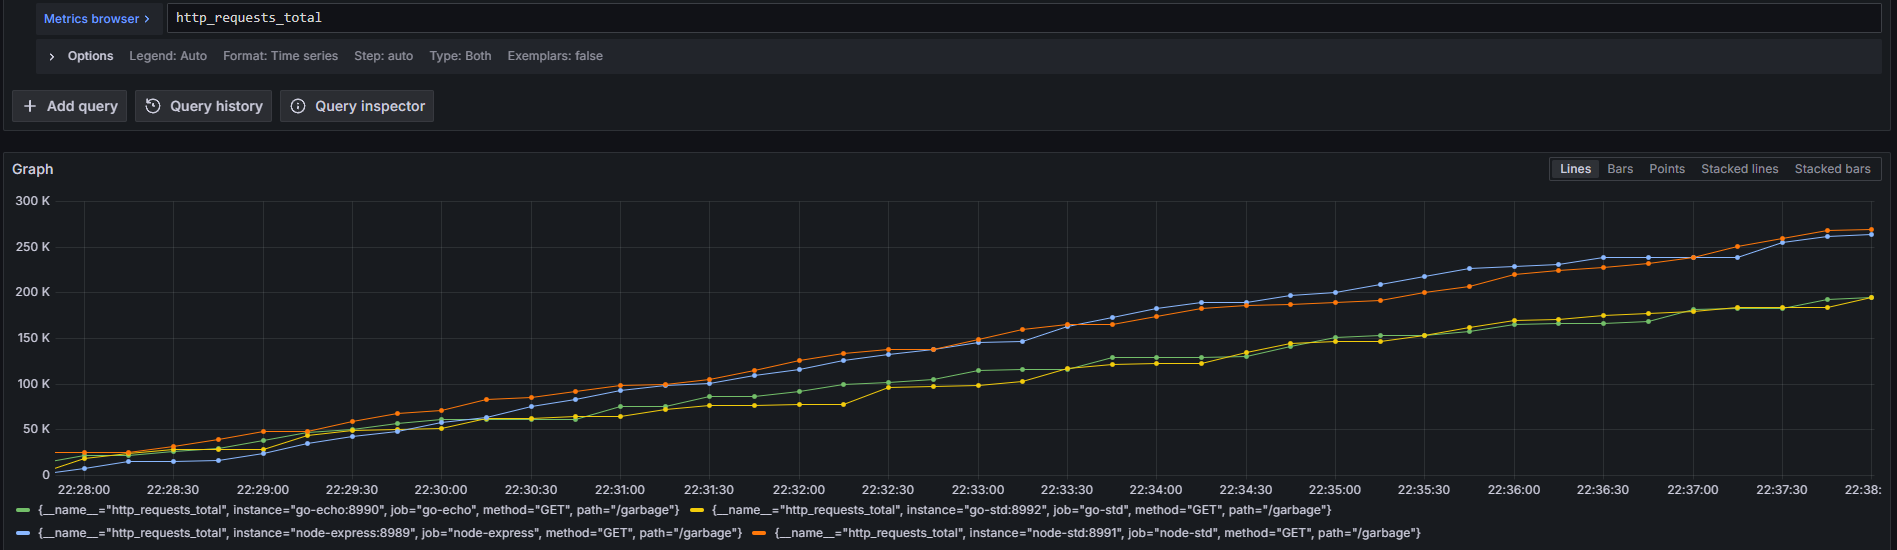 Metrics browser > http_requests_total
> Options Legend: Auto Format: Time series Step: auto Type: Both Exemplars: false
+ Add query Query history Query inspector
Graph Lines Bars Points Stacked lines Stacked bars
300 K
250 K
200 K
150 K
100 K
50 K
0
22:28:00 22:28:30 22:29:00 22:29:30 22:30:00 22:30:30 22:31:00 22:31:30 22:32:00 22:32:30 22:33:00 22:33:30 22:34:00 22:34:30 22:35:00 22:35:30 22:36:00 22:36:30 22:37:00 22:37:30 22:38:
{__name__="http_requests_total", instance="go-echo:8990", job="go-echo", method="GET", path="/garbage"} {__name__="http_requests_total", instance="go-std:8992", job="go-std", method="GET", path="/garbage"}
{__name__="http_requests_total", instance="node-express:8989", job="node-express", method="GET", path="/garbage"} {__name__="http_requests_total", instance="node-std:8991", job="node-std", method="GET", path="/garbage"}